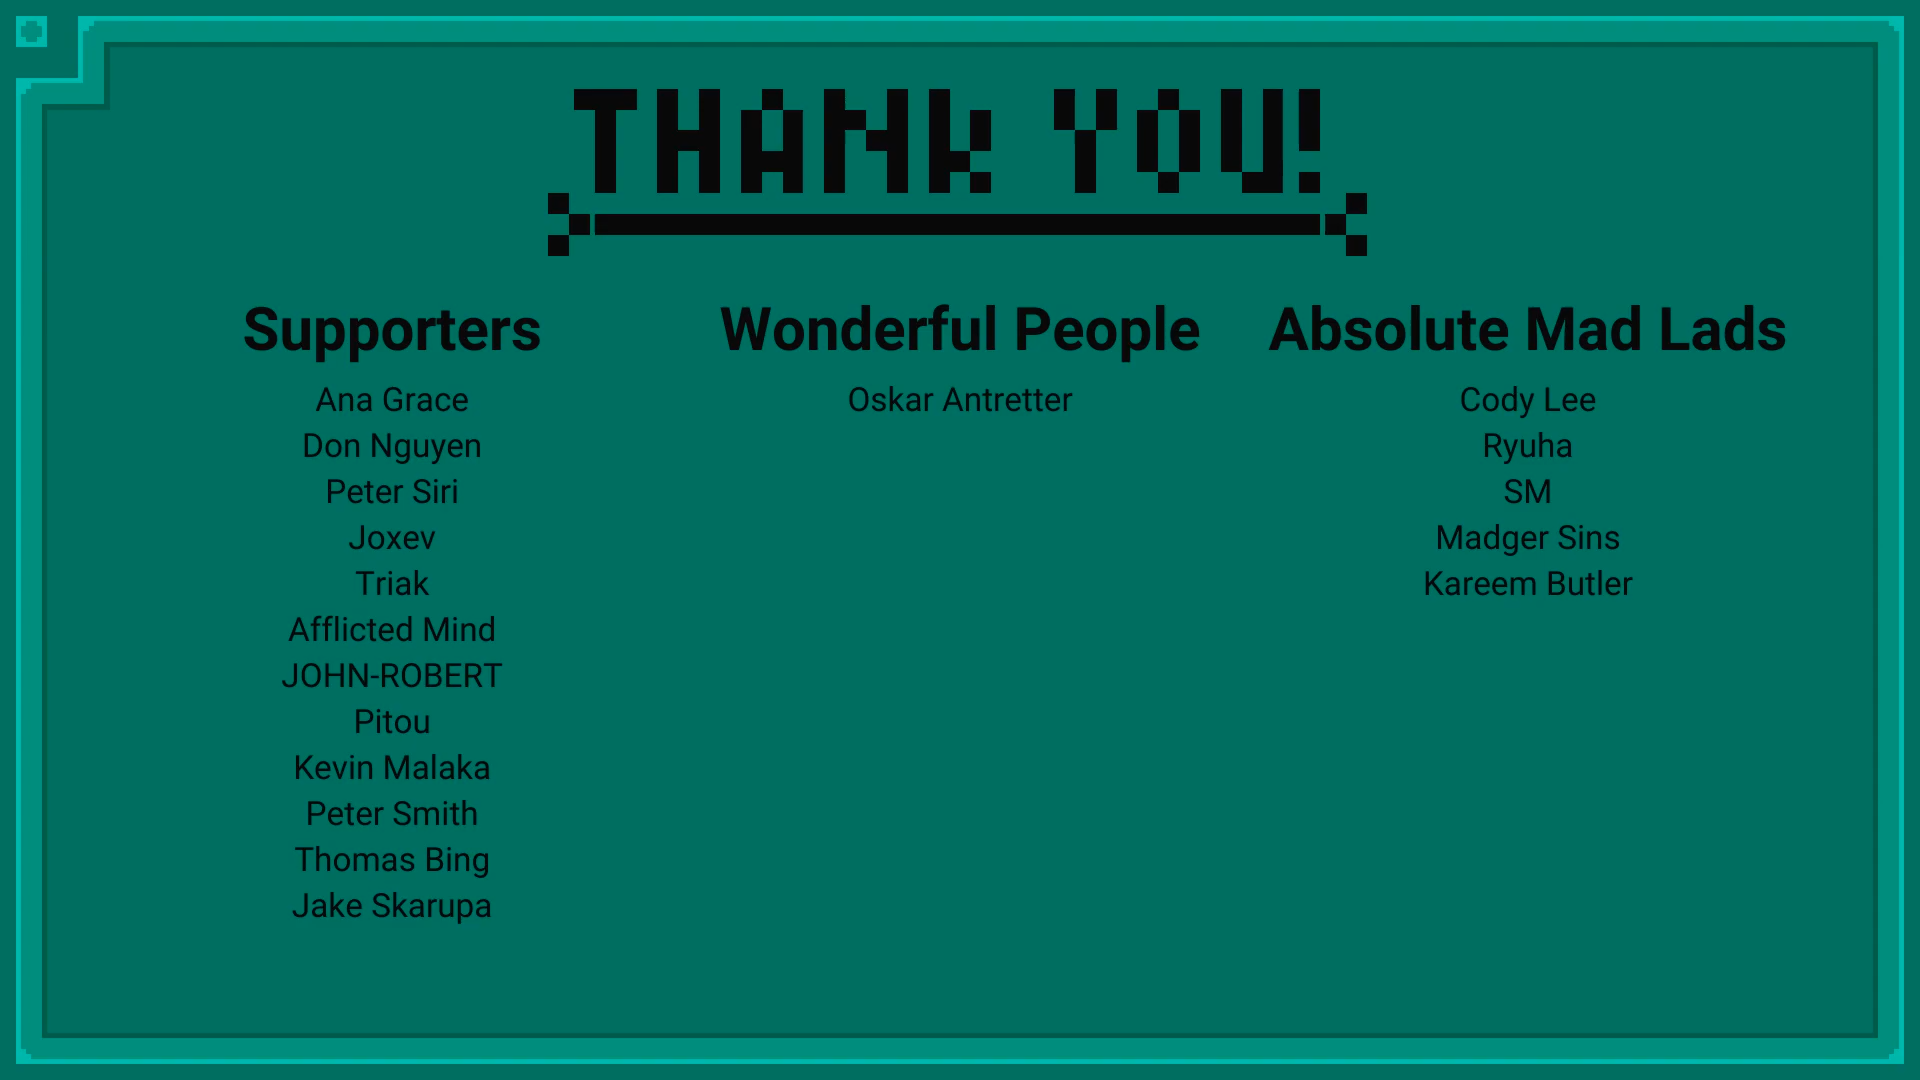 THANK YOU!
Supporters
Ana Grace
Don Nguyen
Peter Siri
Joxev
Triak
Afflicted Mind
JOHN-ROBERT
Pitou
Kevin Malaka
Peter Smith
Thomas Bing
Jake Skarupa
Wonderful People
Oskar Antretter
Absolute Mad Lads
Cody Lee
Ryuha
SM
Madger Sins
Kareem Butler